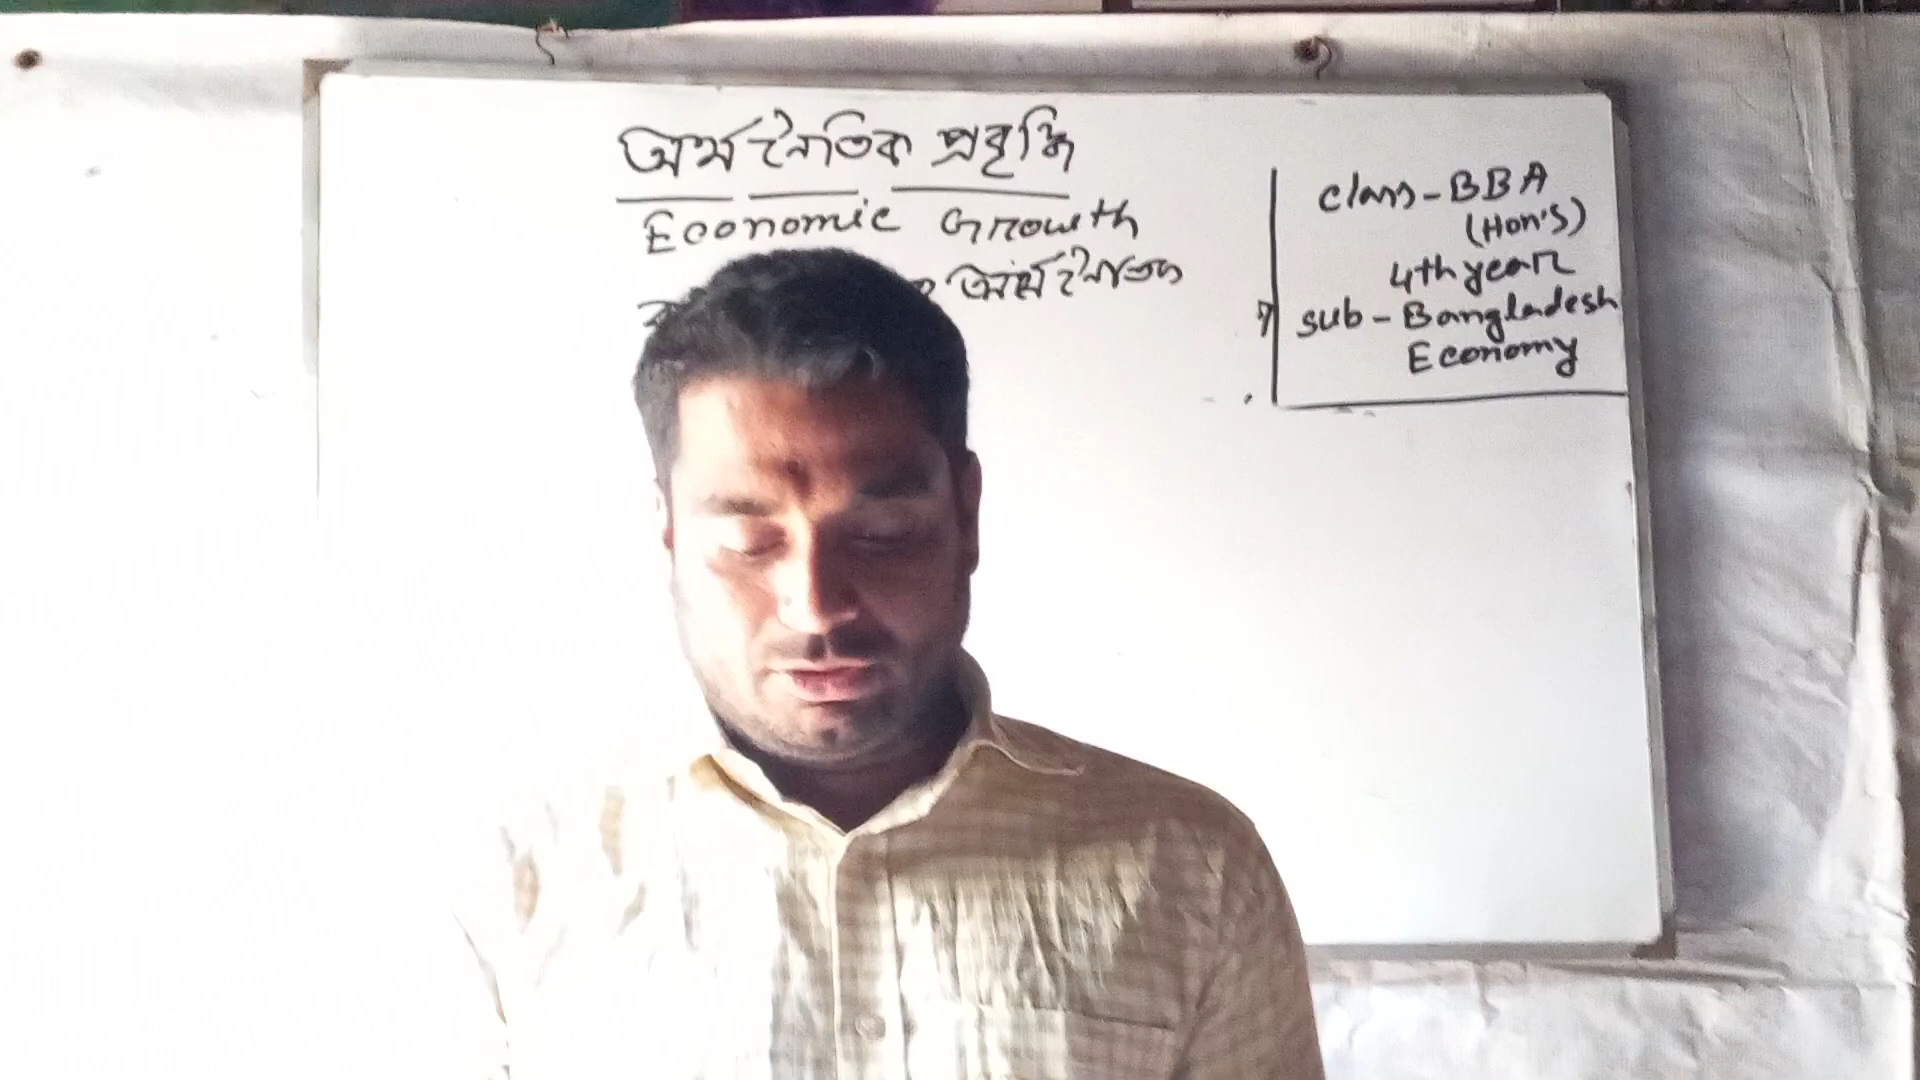 অর্থনৈতিক প্রবৃদ্ধি
Economic Growth
অর্থনৈতিক
class-BBA
(Hon's)
4th year
sub-Bangladesh
Economy